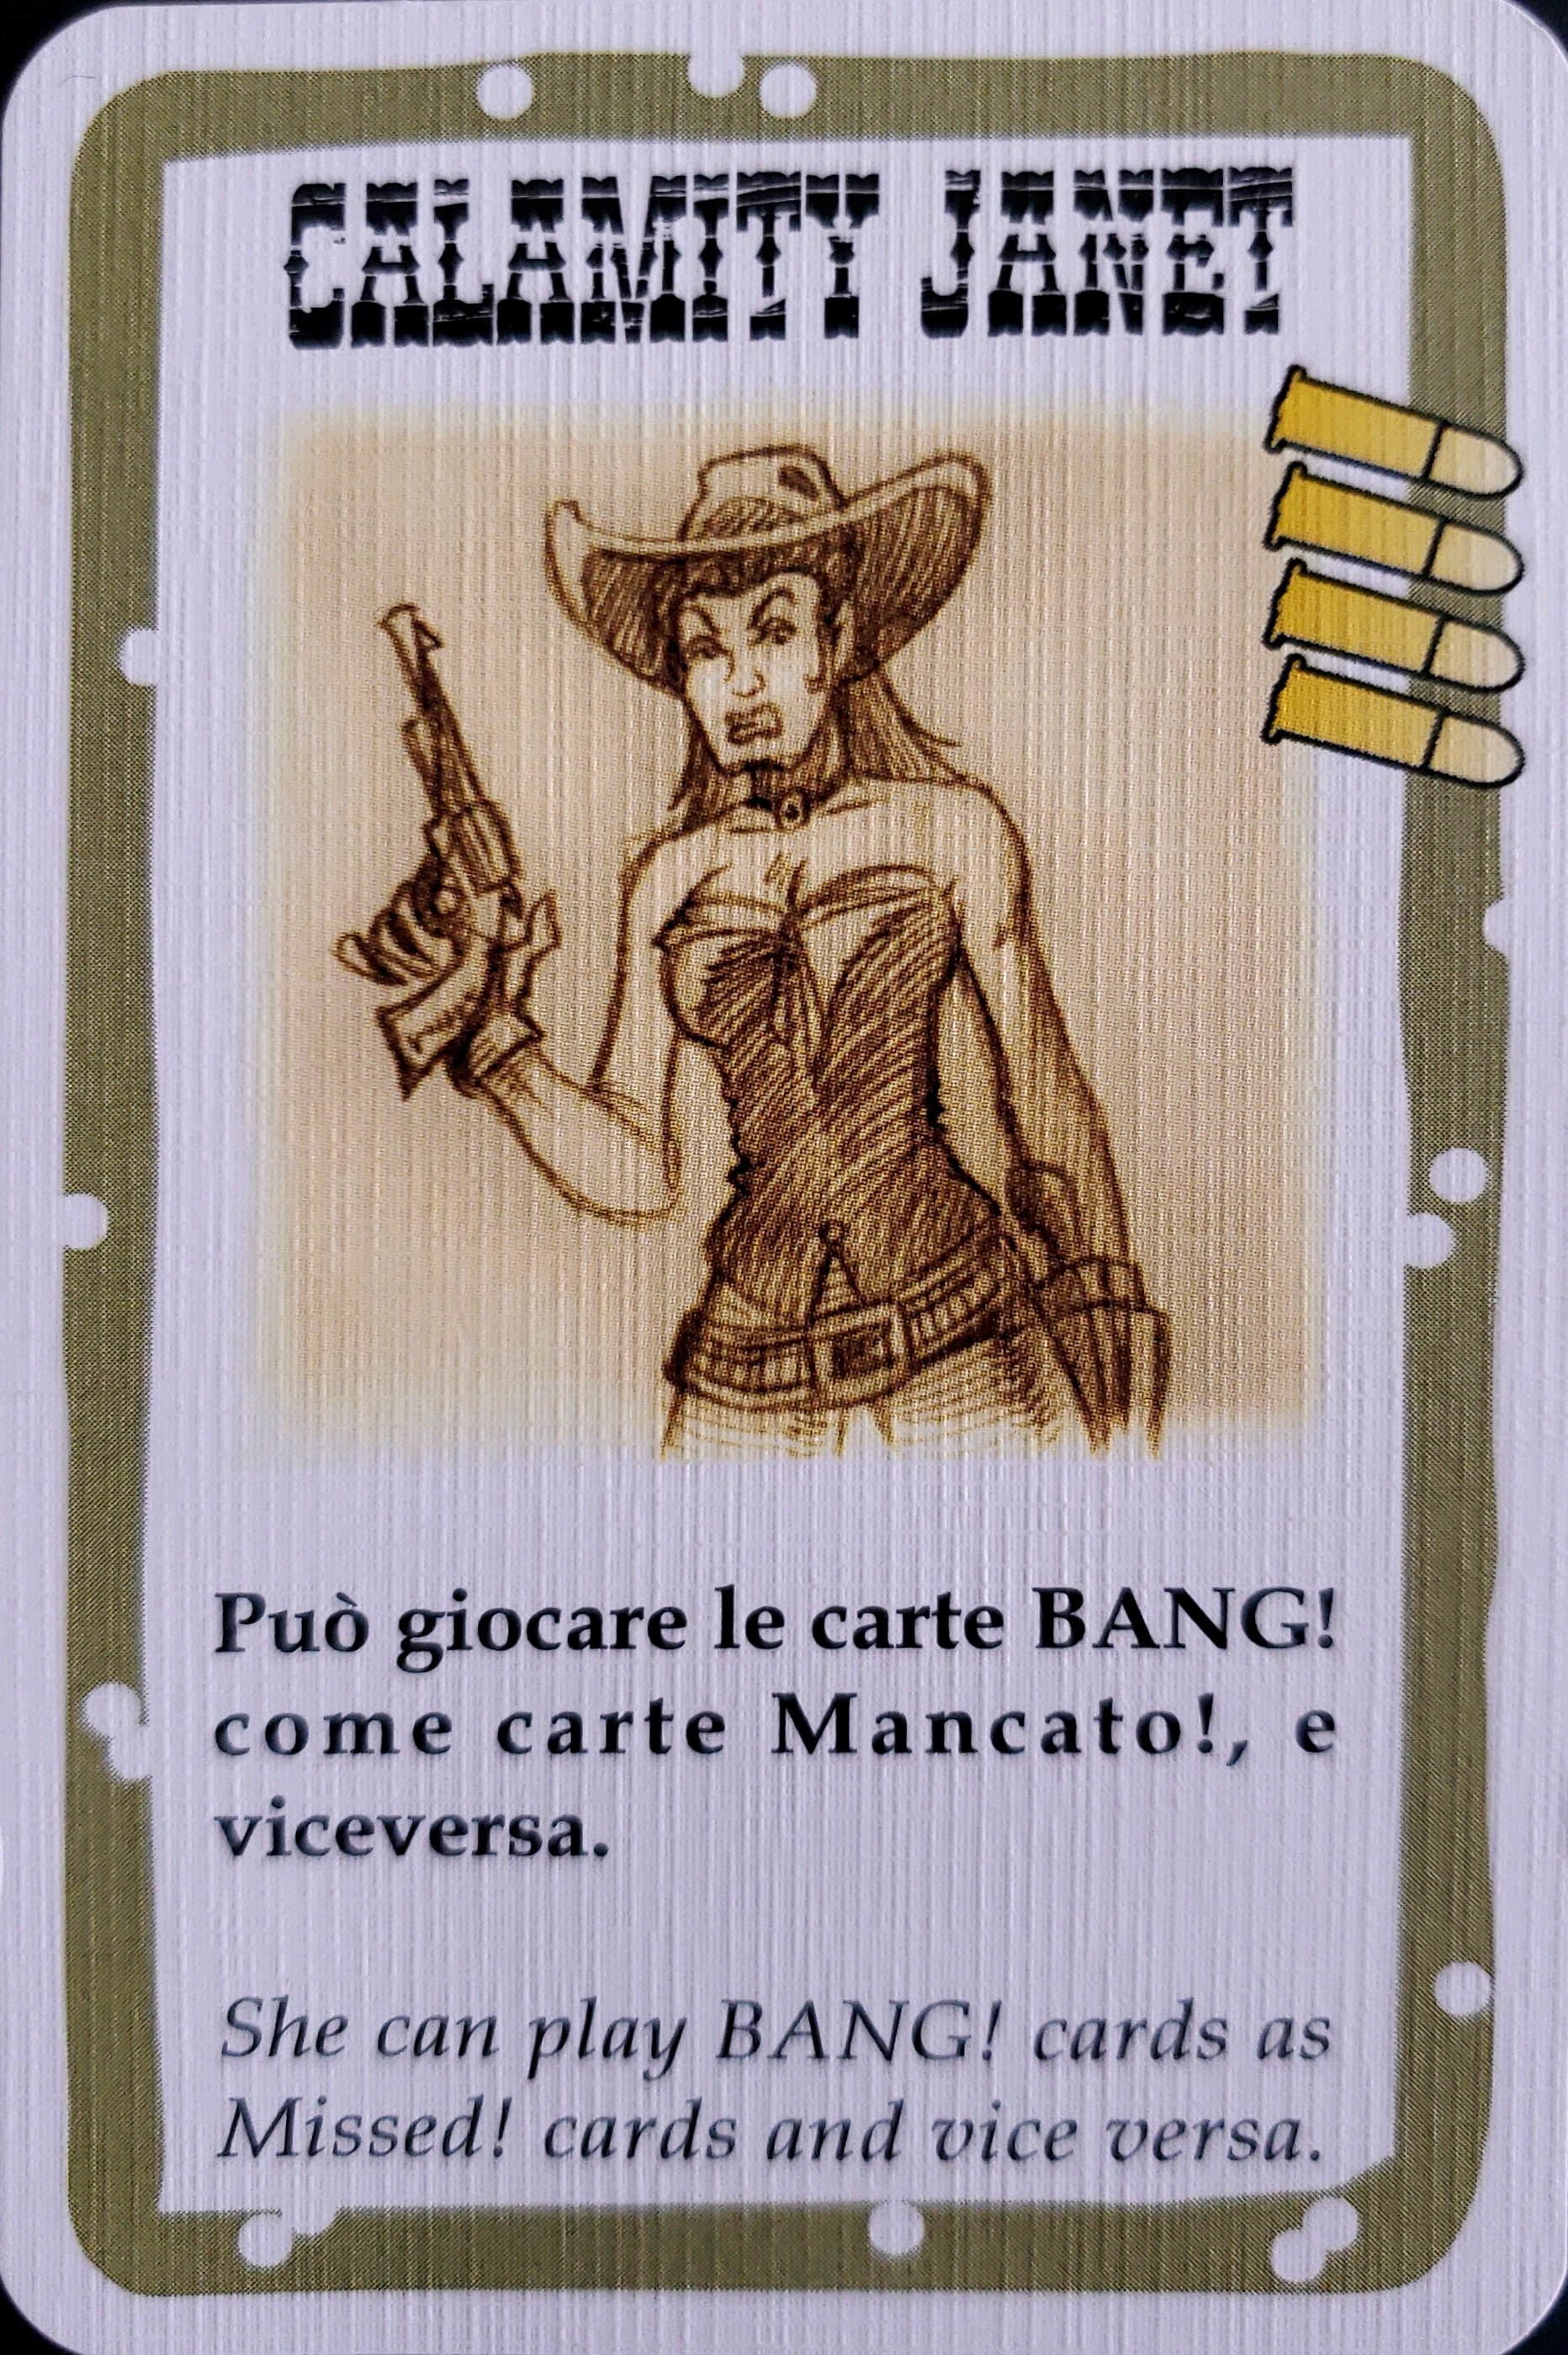 CALAMITY JANET
Può giocare le carte BANG!
come carte Mancato!, e
viceversa.
She can play BANG! cards as
Missed! cards and vice versa.